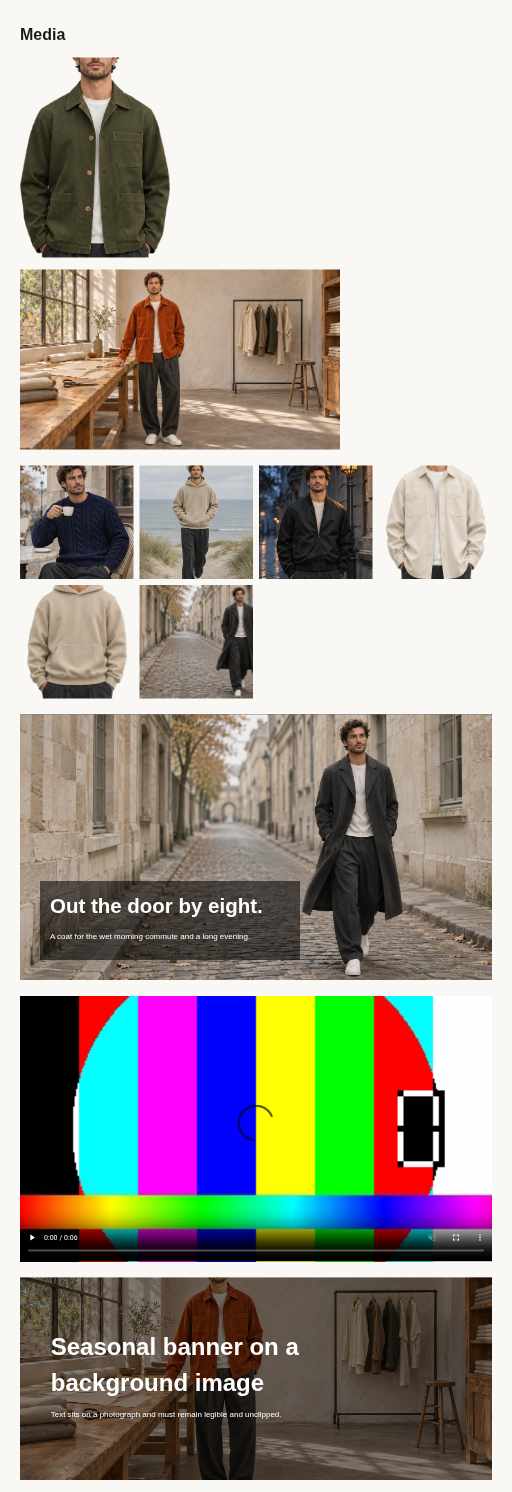 Media
Out the door by eight.
A coat for the wet morning commute and a long evening.
0:00 / 0:06
Seasonal banner on a
background image
Text sits on a photograph and must remain legible and unclipped.